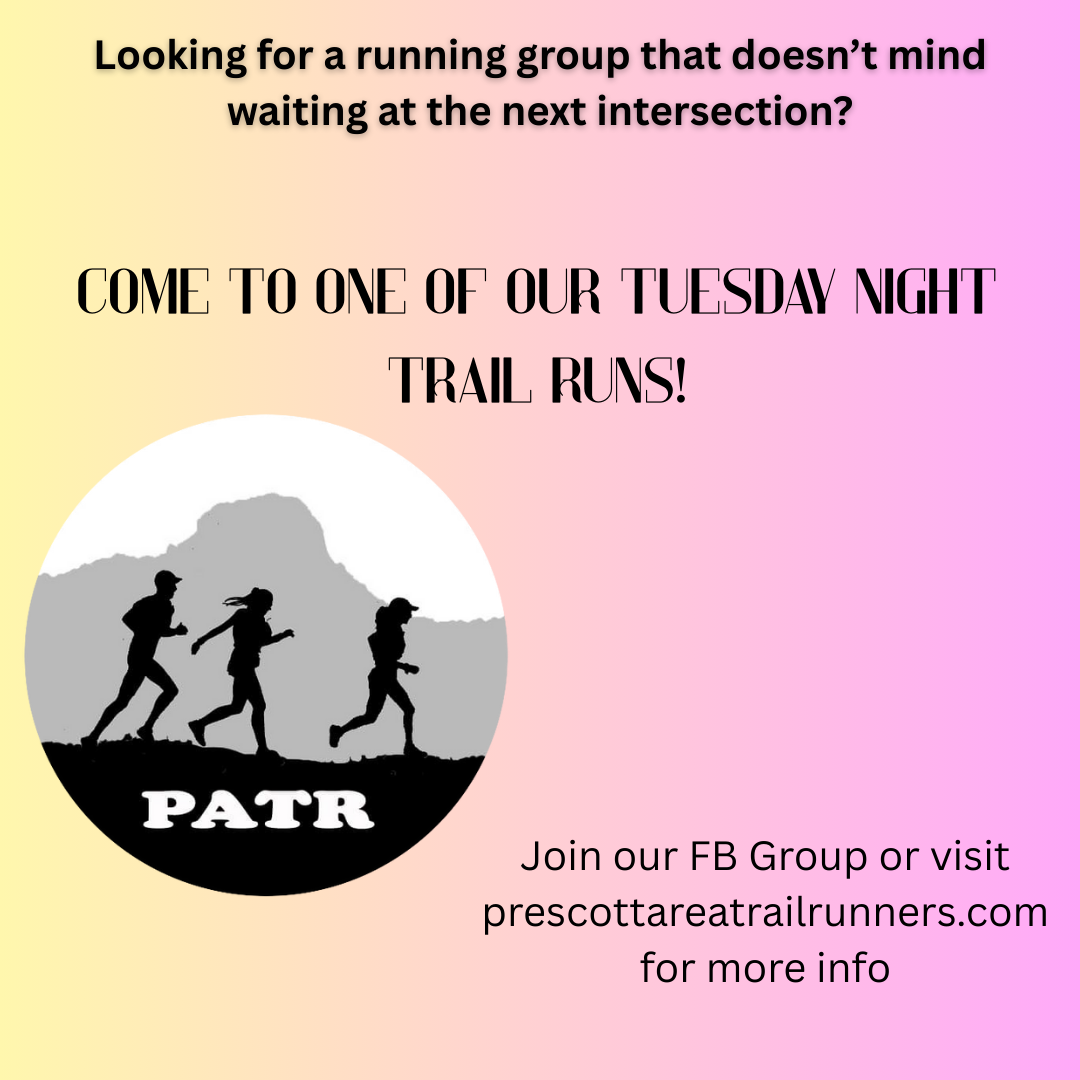 Looking for a running group that doesn’t mind
waiting at the next intersection?
COME TO ONE OF OUR TUESDAY NIGHT
TRAIL RUNS!
PATR
Join our FB Group or visit
prescottareatrailrunners.com
for more info